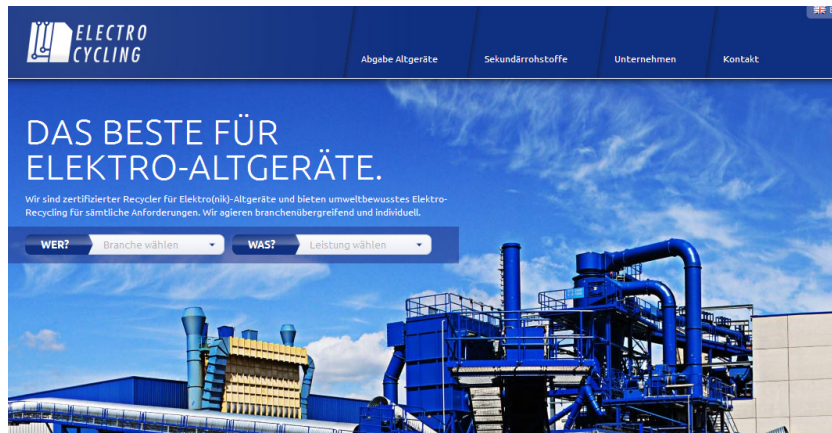 ELECTRO
CYCLING
Abgabe Altgeräte
Sekundärrohstoffe
Unternehmen
Kontakt
DAS BESTE FÜR
ELEKTRO-ALTGERÄTE.
Wir sind zertifizierter Recycler für Elektro(nik)-Altgeräte und bieten umweltbewusstes Elektro-
Recycling für sämtliche Anforderungen. Wir agieren branchenübergreifend und individuell.
WER? Branche wählen WAS? Leistung wählen